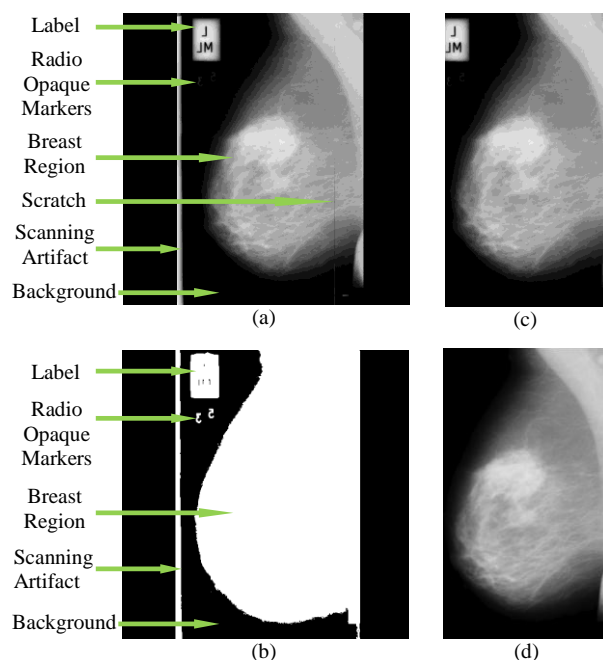 Label
Radio
Opaque
Markers
Breast
Region
Scratch
Scanning
Artifact
Background
L
ML
(a)
(c)
Label
Radio
Opaque
Markers
Breast
Region
Scanning
Artifact
Background
(b)
(d)